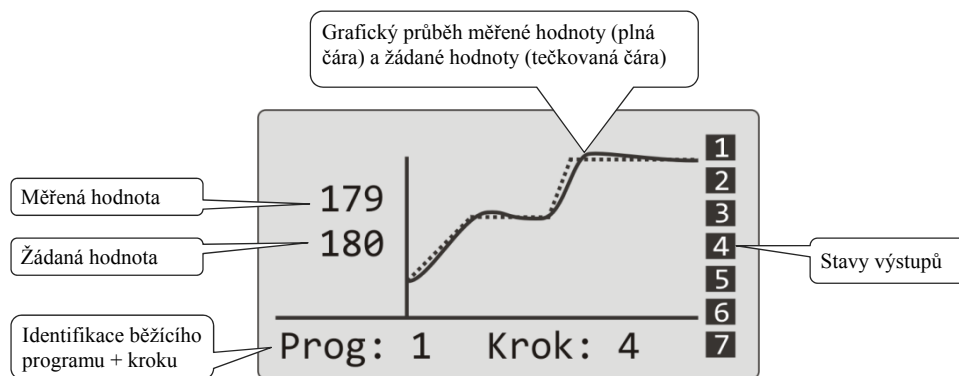 Grafický průběh měřené hodnoty (plná
čára) a žádané hodnoty (tečkovaná čára)
Měřená hodnota
179
Žádaná hodnota
180
1
2
3
4
5
6
7
Stavy výstupů
Identifikace běžícího
programu + kroku
Prog: 1 Krok: 4